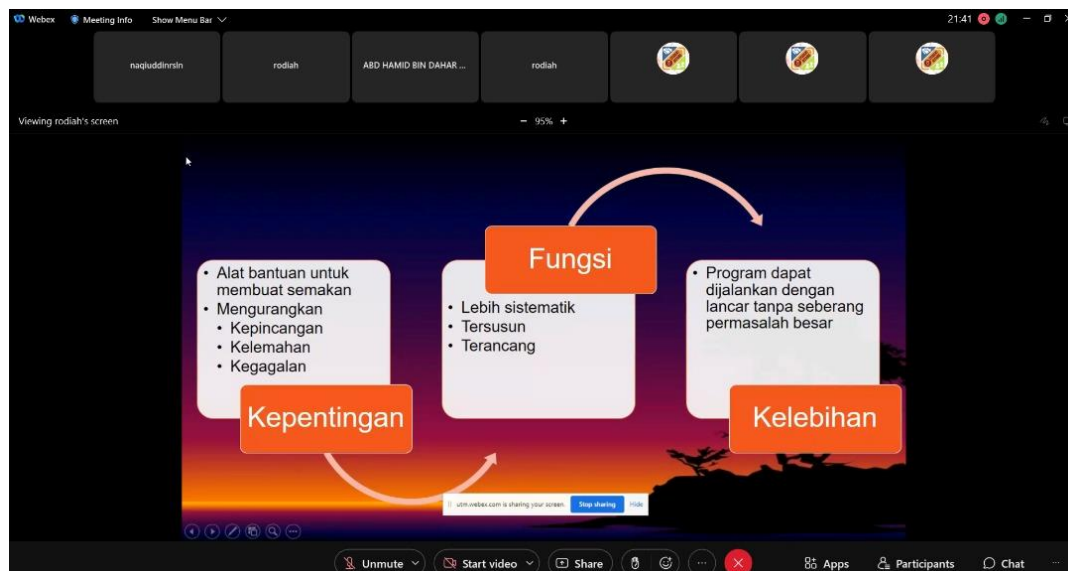 Webex Meeting Info Show Menu Bar 21:41
naqiuddinrsln rodiah ABD HAMID BIN DAHAR ... rodiah
Viewing rodiah's screen - 95% +
• Alat bantuan untuk
membuat semakan
• Mengurangkan
• Kepincangan
• Kelemahan
• Kegagalan
Kepentingan
Fungsi
• Lebih sistematik
• Tersusun
• Terancang
• Program dapat
dijalankan dengan
lancar tanpa seberang
permasalah besar
Kelebihan
utm.webex.com is sharing your screen. Stop sharing Hide
Unmute Start video Share Apps Participants Chat